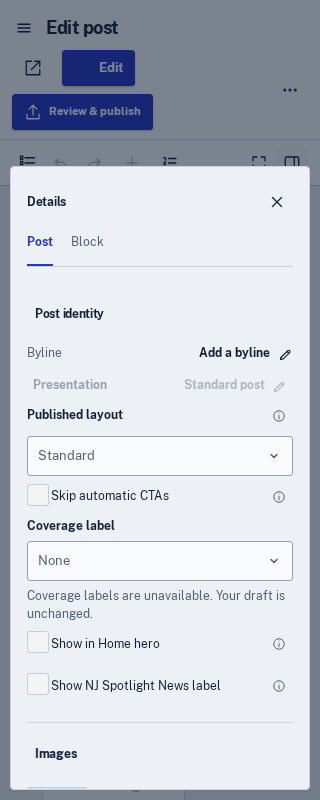 Edit post
Edit
Review & publish
Details
Post Block
Post identity
Byline Add a byline
Presentation Standard post
Published layout
Standard
Skip automatic CTAs
Coverage label
None
Coverage labels are unavailable. Your draft is
unchanged.
Show in Home hero
Show NJ Spotlight News label
Images